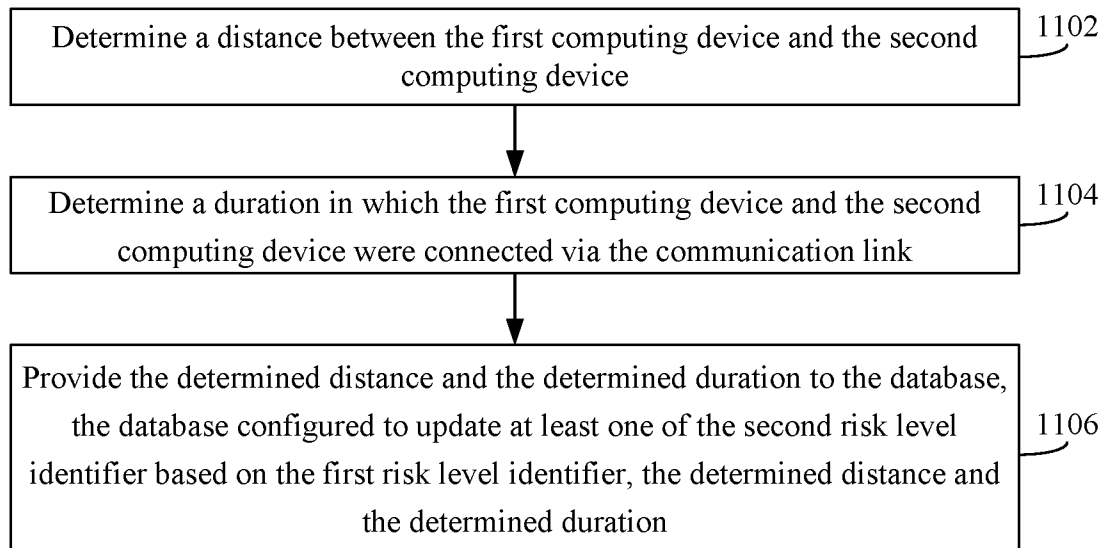 Determine a distance between the first computing device and the second
computing device
1102
Determine a duration in which the first computing device and the second
computing device were connected via the communication link
1104
Provide the determined distance and the determined duration to the database,
the database configured to update at least one of the second risk level
identifier based on the first risk level identifier, the determined distance and
the determined duration
1106